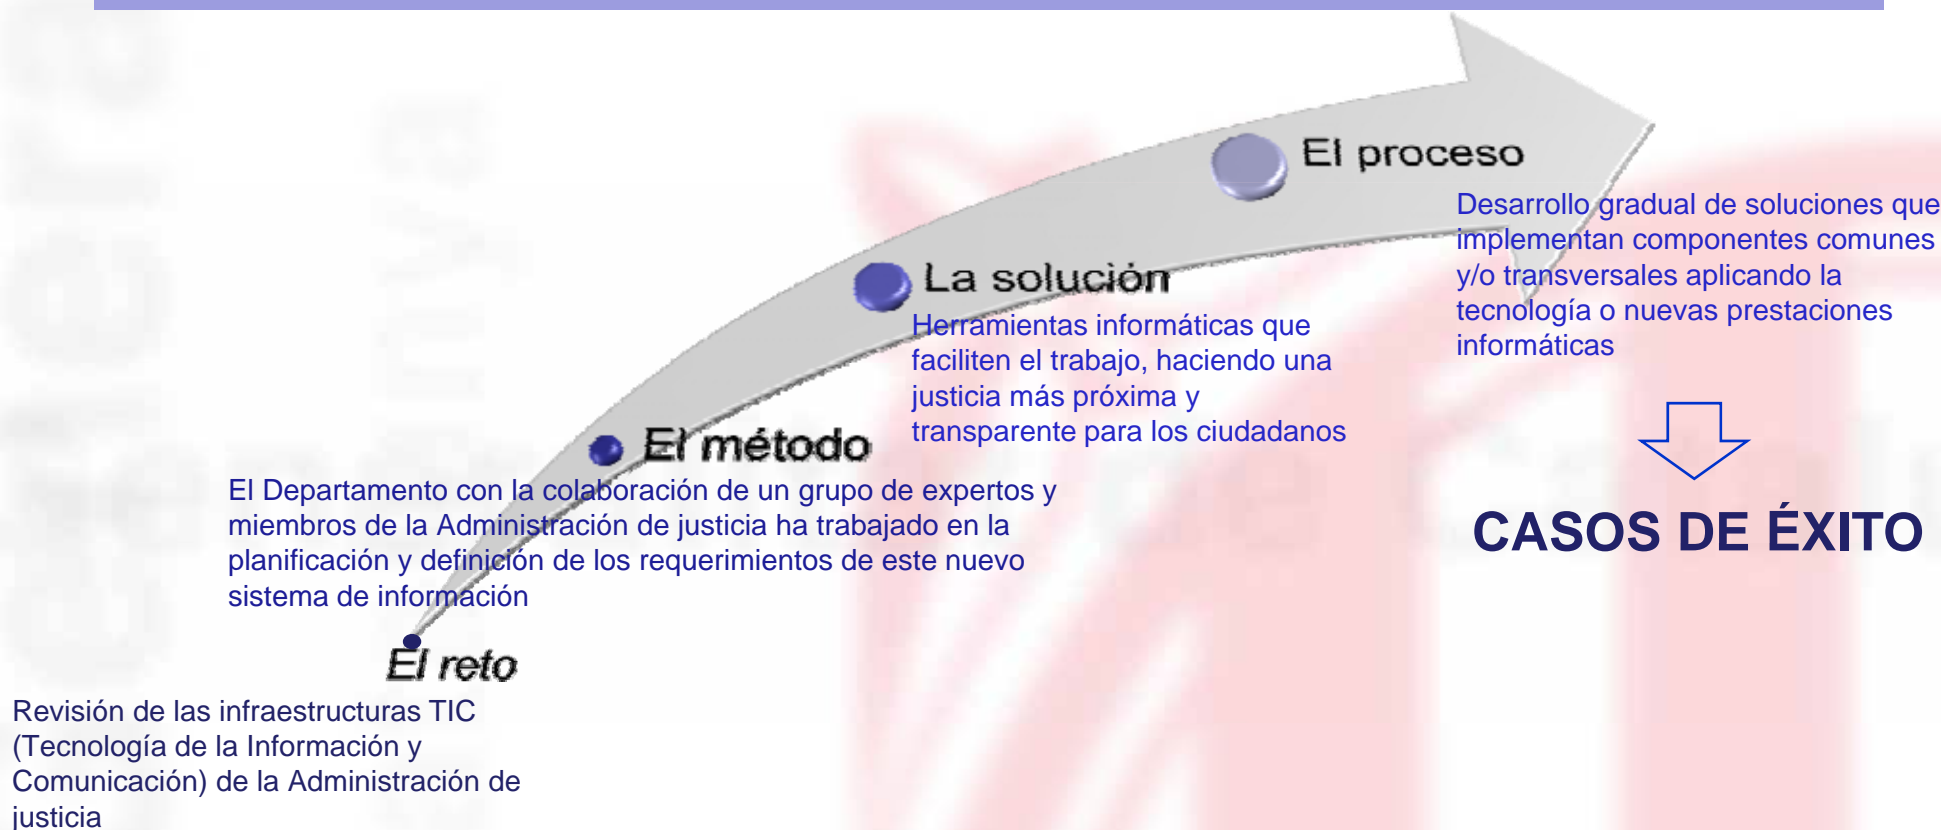 El proceso
Desarrollo gradual de soluciones que
implementan componentes comunes
y/o transversales aplicando la
tecnología o nuevas prestaciones
informáticas
La solución
Herramientas informáticas que
faciliten el trabajo, haciendo una
justicia más próxima y
transparente para los ciudadanos
El método
El Departamento con la colaboración de un grupo de expertos y
miembros de la Administración de justicia ha trabajado en la
planificación y definición de los requerimientos de este nuevo
sistema de información
CASOS DE ÉXITO
El reto
Revisión de las infraestructuras TIC
(Tecnología de la Información y
Comunicación) de la Administración de
justicia